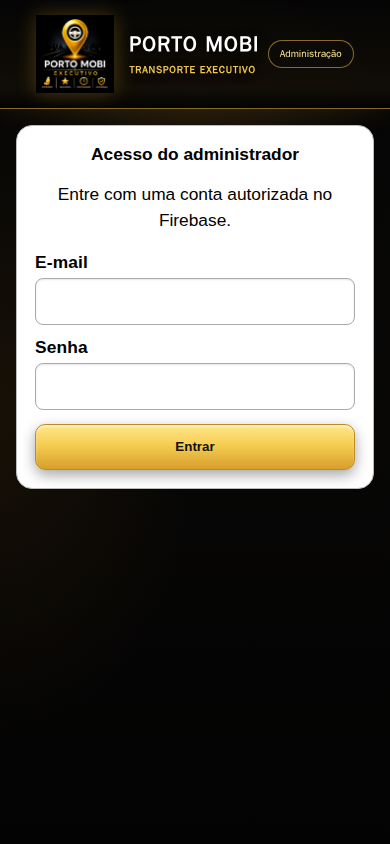 PORTO MOBI
EXECUTIVO
PORTO MOBI
TRANSPORTE EXECUTIVO
Administração
Acesso do administrador
Entre com uma conta autorizada no
Firebase.
E-mail
Senha
Entrar